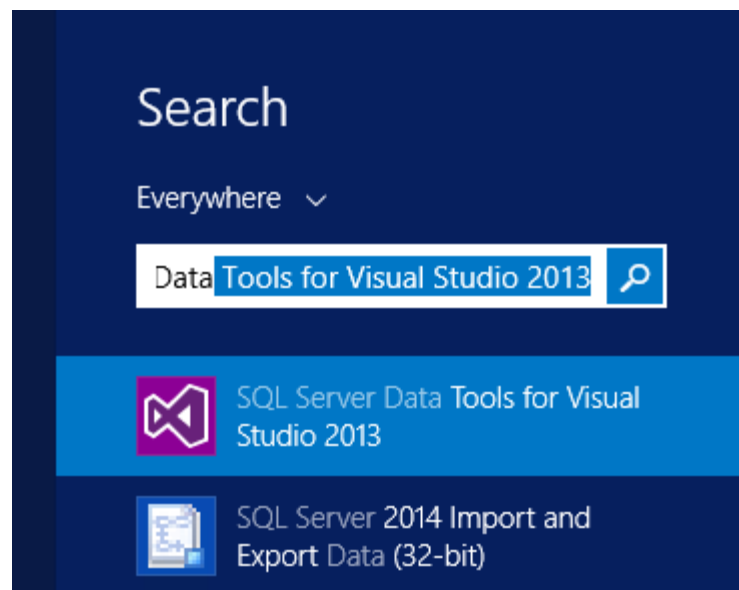 Search
Everywhere
Data Tools for Visual Studio 2013
SQL Server Data Tools for Visual
Studio 2013
SQL Server 2014 Import and
Export Data (32-bit)